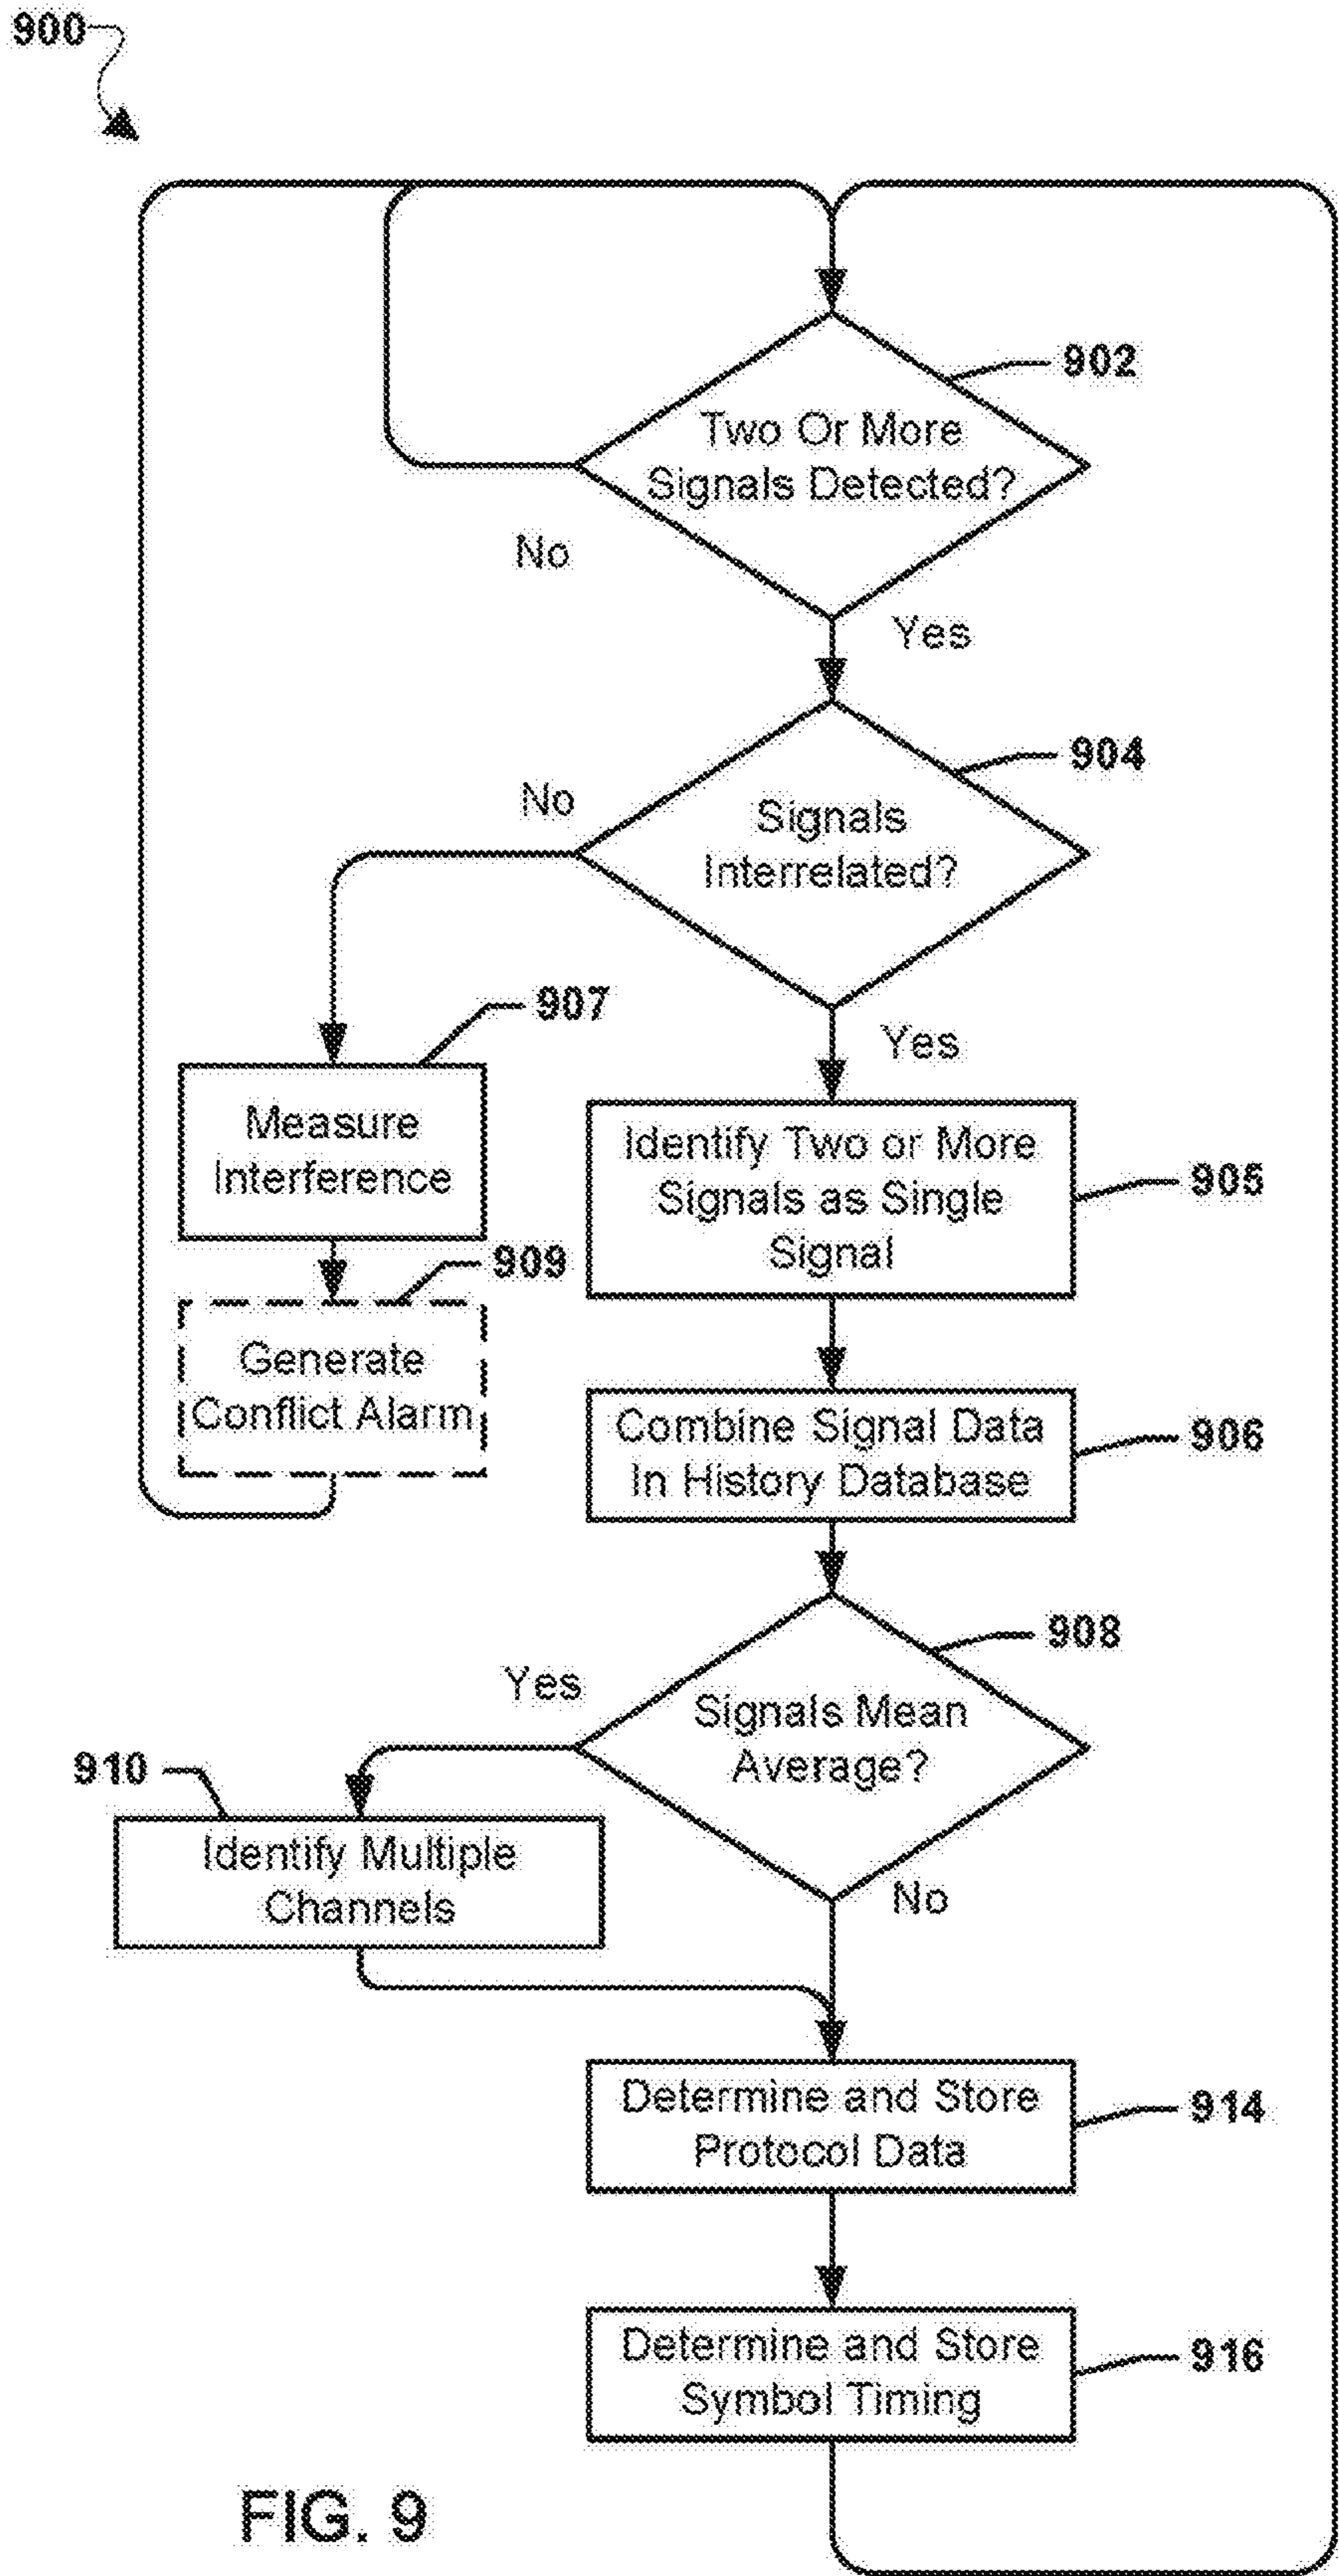 900
902
Two Or More
Signals Detected?
No
Yes
904
No
Signals
Interrelated?
Yes
907
Measure
Interference
Identify Two or More
Signals as Single
Signal
905
909
Generate
Conflict Alarm
Combine Signal Data
In History Database
906
908
Yes
Signals Mean
Average?
910
Identify Multiple
Channels
No
Determine and Store
Protocol Data
914
Determine and Store
Symbol Timing
916
FIG. 9